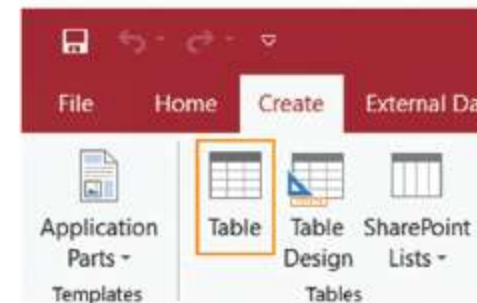 File Home Create External Da
Application Parts
Table
Table Design
SharePoint Lists
Templates Tables